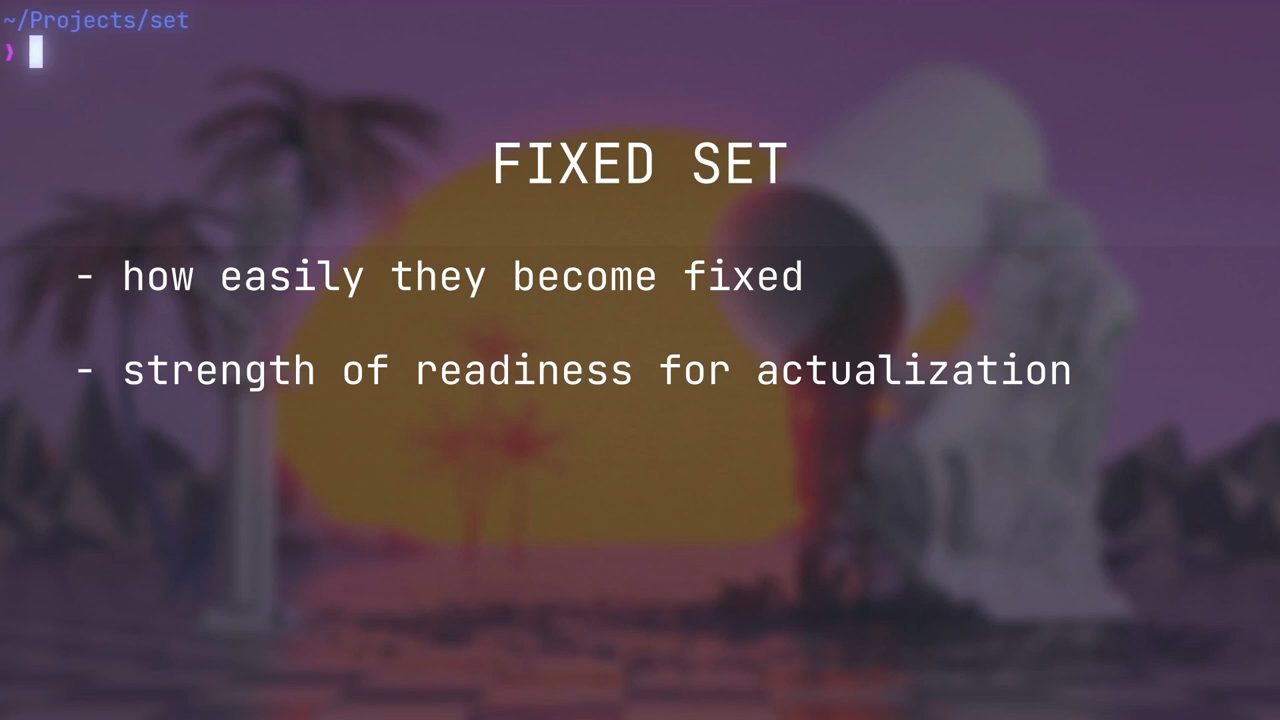 ~/Projects/set
❯
FIXED SET
- how easily they become fixed
- strength of readiness for actualization